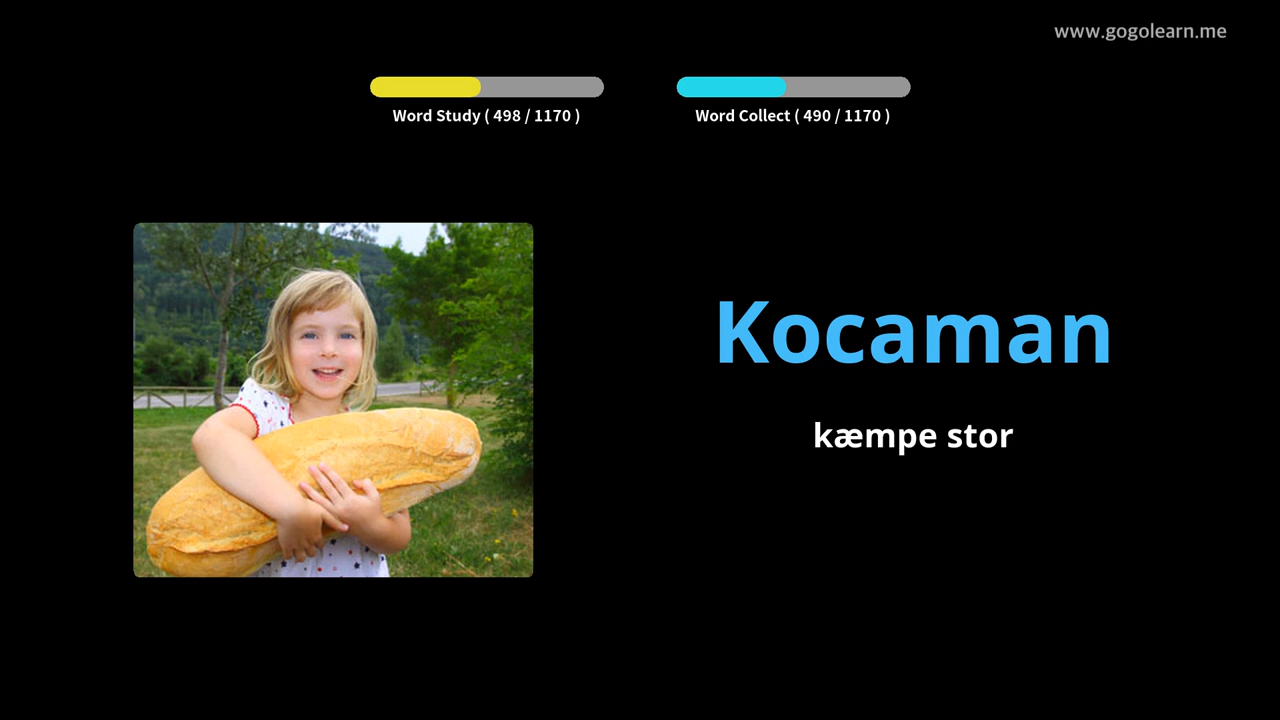 www.gogolearn.me
Word Study ( 498 / 1170 )
Word Collect ( 490 / 1170 )
Kocaman
kæmpe stor